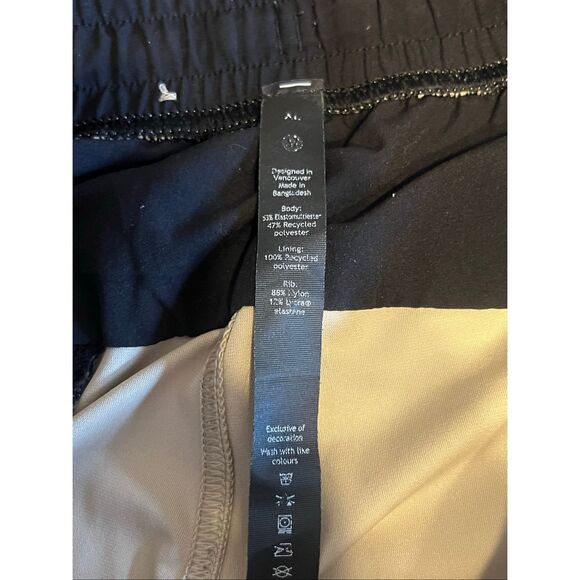 XL
Designed in
Vancouver
Made in
Bangladesh
Body:
53% Elastomultiester
47% Recycled
polyester
Lining:
100% Recycled
polyester
Rib:
88% Nylon
12% Lycra®
elastane
Exclusive of
decoration
Wash with like
colours